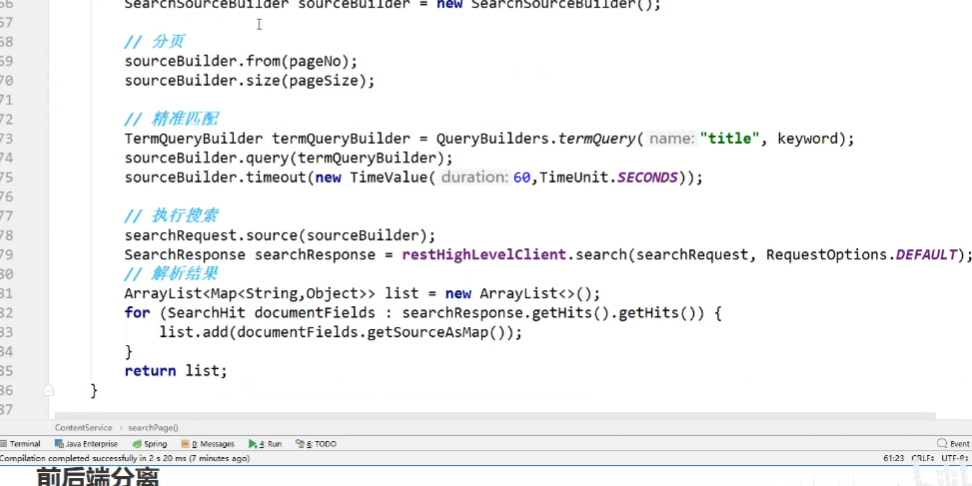 66 SearchSourceBuilder sourceBuilder = new SearchSourceBuilder();
67
68 // 分页
69 sourceBuilder.from(pageNo);
70 sourceBuilder.size(pageSize);
71
72 // 精准匹配
73 TermQueryBuilder termQueryBuilder = QueryBuilders.termQuery( name: "title", keyword);
74 sourceBuilder.query(termQueryBuilder);
75 sourceBuilder.timeout(new TimeValue( duration: 60,TimeUnit.SECONDS));
76
77 // 执行搜索
78 searchRequest.source(sourceBuilder);
79 SearchResponse searchResponse = restHighLevelClient.search(searchRequest, RequestOptions.DEFAULT);
80 // 解析结果
81 ArrayList<Map<String,Object>> list = new ArrayList<>();
82 for (SearchHit documentFields : searchResponse.getHits().getHits()) {
83 list.add(documentFields.getSourceAsMap());
84 }
85 return list;
86 }
87
ContentService › searchPage()
Terminal Java Enterprise Spring 0: Messages 4: Run 6: TODO Event
Compilation completed successfully in 2 s 20 ms (7 minutes ago) 61:23 CRLF: UTF-8:
前后端分离